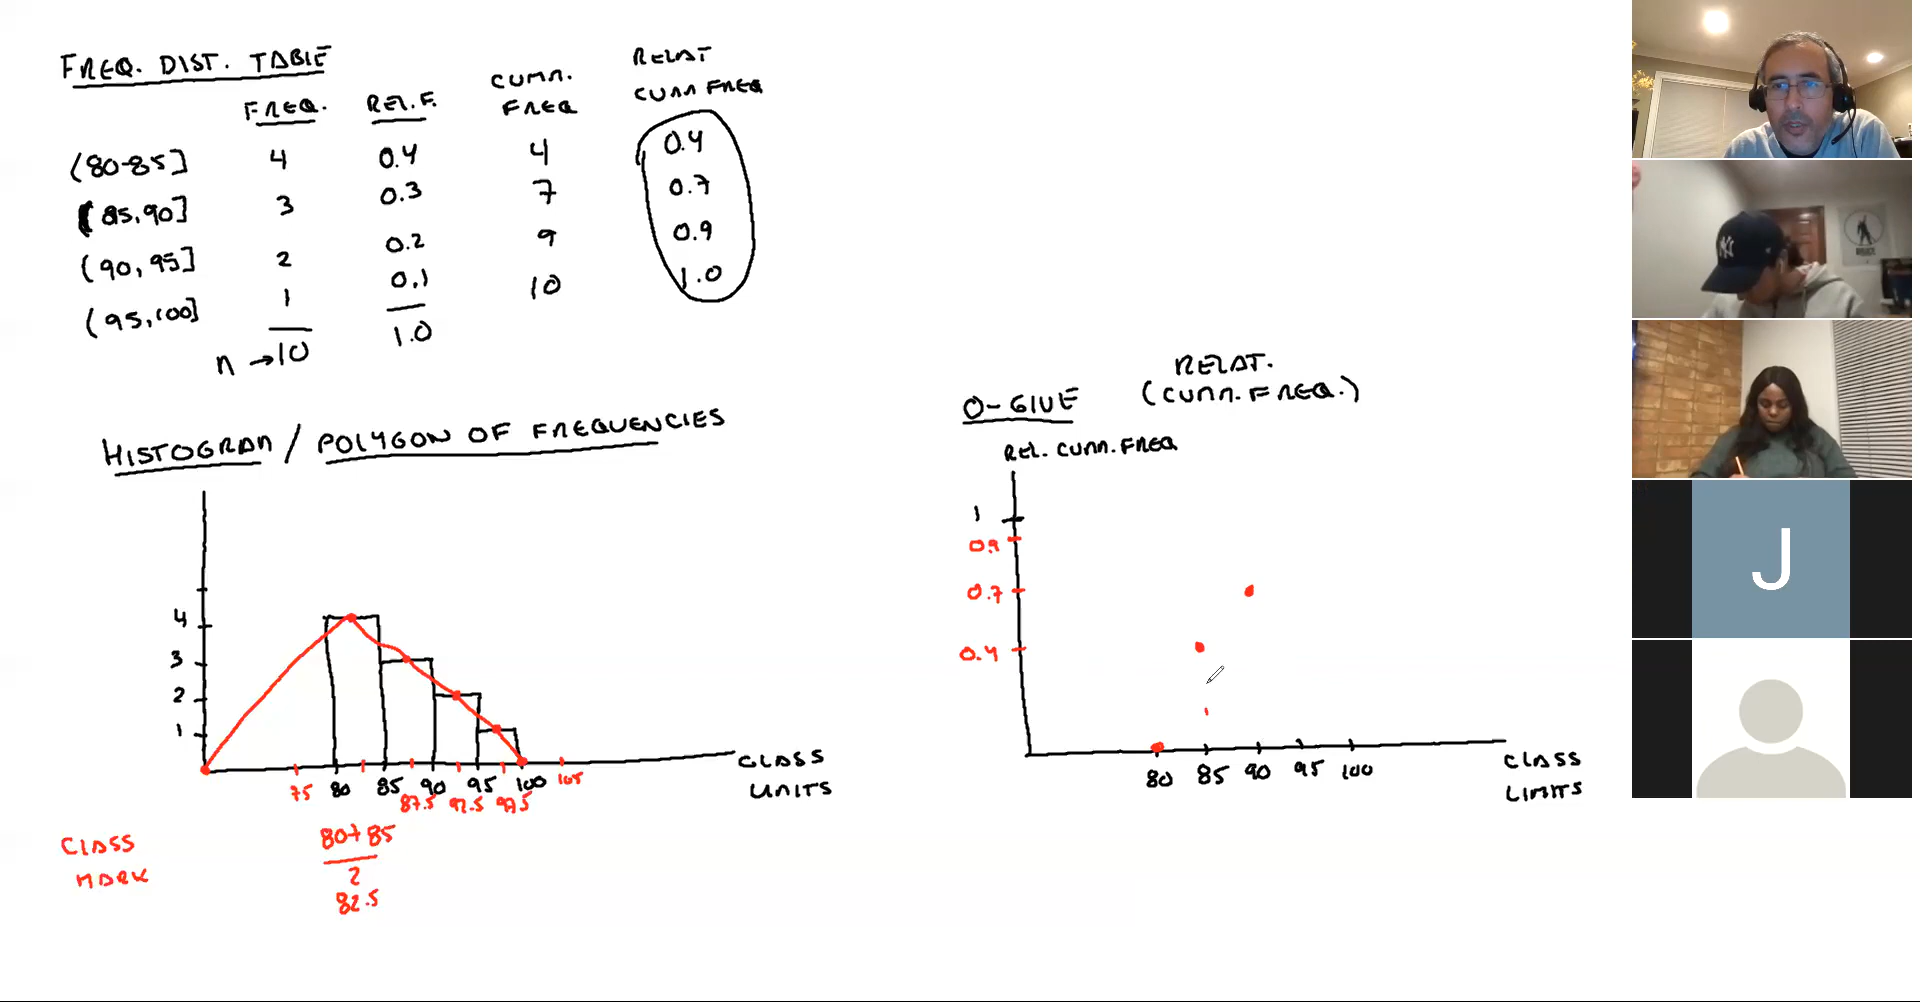 FREQ. DIST. TABLE
FREQ. REL.F. CUMM. FREQ RELAT CUMM FREQ
(80-85] 4 0.4 4 0.4
(85,90] 3 0.3 7 0.7
(90,95] 2 0.2 9 0.9
(95,100] 1 0.1 10 1.0
n → 10 1.0
HISTOGRAM / POLYGON OF FREQUENCIES
4
3
2
1
75 80 85 90 95 100 105
87.5 92.5 97.5
CLASS
LIMITS
CLASS
MARK
80+85
2
82.5
O-GIVE RELAT.
(CUMM. FREQ.)
REL. CUMM. FREQ
1
0.9
0.7
0.4
80 85 90 95 100
CLASS
LIMITS
J